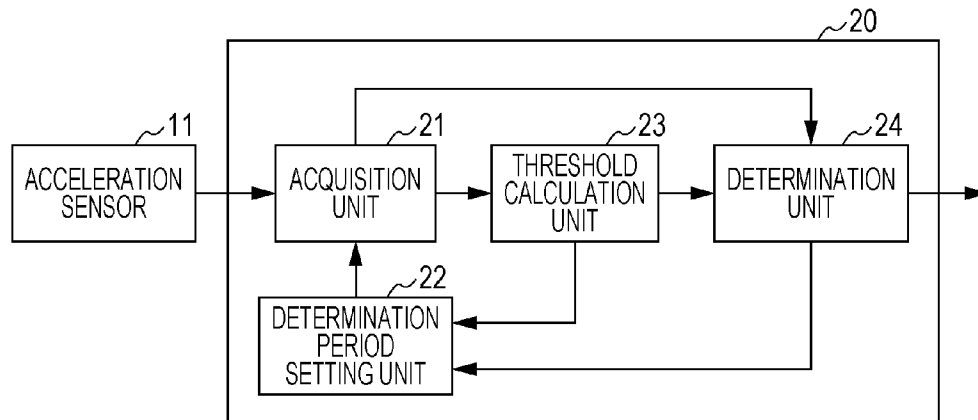 20
11
ACCELERATION
SENSOR
21
ACQUISITION
UNIT
23
THRESHOLD
CALCULATION
UNIT
24
DETERMINATION
UNIT
22
DETERMINATION
PERIOD
SETTING UNIT